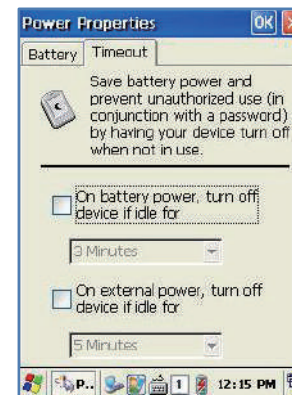 Power Properties OK
Battery Timeout
Save battery power and
prevent unauthorized use (in
conjunction with a password)
by having your device turn off
when not in use.
On battery power, turn off
device if idle for
3 Minutes
On external power, turn off
device if idle for
5 Minutes
P.. 1 12:15 PM